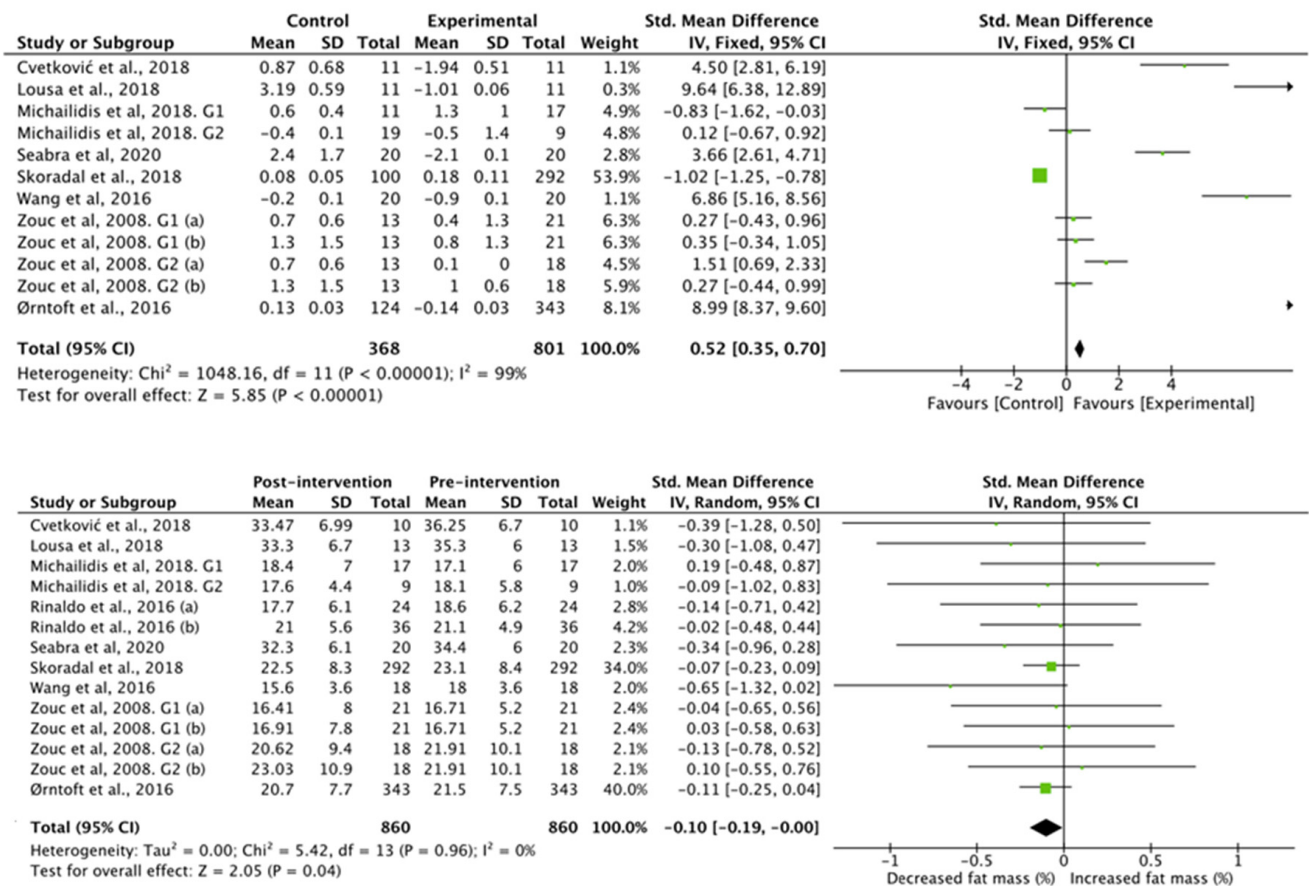 Control Experimental Std. Mean Difference Std. Mean Difference
Study or Subgroup Mean SD Total Mean SD Total Weight IV, Fixed, 95% CI IV, Fixed, 95% CI
Cvetković et al., 2018 0.87 0.68 11 -1.94 0.51 11 1.1% 4.50 [2.81, 6.19]
Lousa et al., 2018 3.19 0.59 11 -1.01 0.06 11 0.3% 9.64 [6.38, 12.89]
Michailidis et al, 2018. G1 0.6 0.4 11 1.3 1 17 4.9% -0.83 [-1.62, -0.03]
Michailidis et al, 2018. G2 -0.4 0.1 19 -0.5 1.4 9 4.8% 0.12 [-0.67, 0.92]
Seabra et al, 2020 2.4 1.7 20 -2.1 0.1 20 2.8% 3.66 [2.61, 4.71]
Skoradal et al., 2018 0.08 0.05 100 0.18 0.11 292 53.9% -1.02 [-1.25, -0.78]
Wang et al, 2016 -0.2 0.1 20 -0.9 0.1 20 1.1% 6.86 [5.16, 8.56]
Zouc et al, 2008. G1 (a) 0.7 0.6 13 0.4 1.3 21 6.3% 0.27 [-0.43, 0.96]
Zouc et al, 2008. G1 (b) 1.3 1.5 13 0.8 1.3 21 6.3% 0.35 [-0.34, 1.05]
Zouc et al, 2008. G2 (a) 0.7 0.6 13 0.1 0 18 4.5% 1.51 [0.69, 2.33]
Zouc et al, 2008. G2 (b) 1.3 1.5 13 1 0.6 18 5.9% 0.27 [-0.44, 0.99]
Ørntoft et al., 2016 0.13 0.03 124 -0.14 0.03 343 8.1% 8.99 [8.37, 9.60]
Total (95% CI) 368 801 100.0% 0.52 [0.35, 0.70]
Heterogeneity: Chi² = 1048.16, df = 11 (P < 0.00001); I² = 99%
Test for overall effect: Z = 5.85 (P < 0.00001)
-4 -2 0 2 4
Favours [Control] Favours [Experimental]
Post-intervention Pre-intervention Std. Mean Difference Std. Mean Difference
Study or Subgroup Mean SD Total Mean SD Total Weight IV, Random, 95% CI IV, Random, 95% CI
Cvetković et al., 2018 33.47 6.99 10 36.25 6.7 10 1.1% -0.39 [-1.28, 0.50]
Lousa et al., 2018 33.3 6.7 13 35.3 6 13 1.5% -0.30 [-1.08, 0.47]
Michailidis et al., 2018. G1 18.4 7 17 17.1 6 17 2.0% 0.19 [-0.48, 0.87]
Michailidis et al., 2018. G2 17.6 4.4 9 18.1 5.8 9 1.0% -0.09 [-1.02, 0.83]
Rinaldo et al., 2016 (a) 17.7 6.1 24 18.6 6.2 24 2.8% -0.14 [-0.71, 0.42]
Rinaldo et al., 2016 (b) 21 5.6 36 21.1 4.9 36 4.2% -0.02 [-0.48, 0.44]
Seabra et al, 2020 32.3 6.1 20 34.4 6 20 2.3% -0.34 [-0.96, 0.28]
Skoradal et al., 2018 22.5 8.3 292 23.1 8.4 292 34.0% -0.07 [-0.23, 0.09]
Wang et al, 2016 15.6 3.6 18 18 3.6 18 2.0% -0.65 [-1.32, 0.02]
Zouc et al, 2008. G1 (a) 16.41 8 21 16.71 5.2 21 2.4% -0.04 [-0.65, 0.56]
Zouc et al, 2008. G1 (b) 16.91 7.8 21 16.71 5.2 21 2.4% 0.03 [-0.58, 0.63]
Zouc et al, 2008. G2 (a) 20.62 9.4 18 21.91 10.1 18 2.1% -0.13 [-0.78, 0.52]
Zouc et al, 2008. G2 (b) 23.03 10.9 18 21.91 10.1 18 2.1% 0.10 [-0.55, 0.76]
Ørntoft et al., 2016 20.7 7.7 343 21.5 7.5 343 40.0% -0.11 [-0.25, 0.04]
Total (95% CI) 860 860 100.0% -0.10 [-0.19, -0.00]
Heterogeneity: Tau² = 0.00; Chi² = 5.42, df = 13 (P = 0.96); I² = 0%
Test for overall effect: Z = 2.05 (P = 0.04)
-1 -0.5 0 0.5 1
Decreased fat mass (%) Increased fat mass (%)